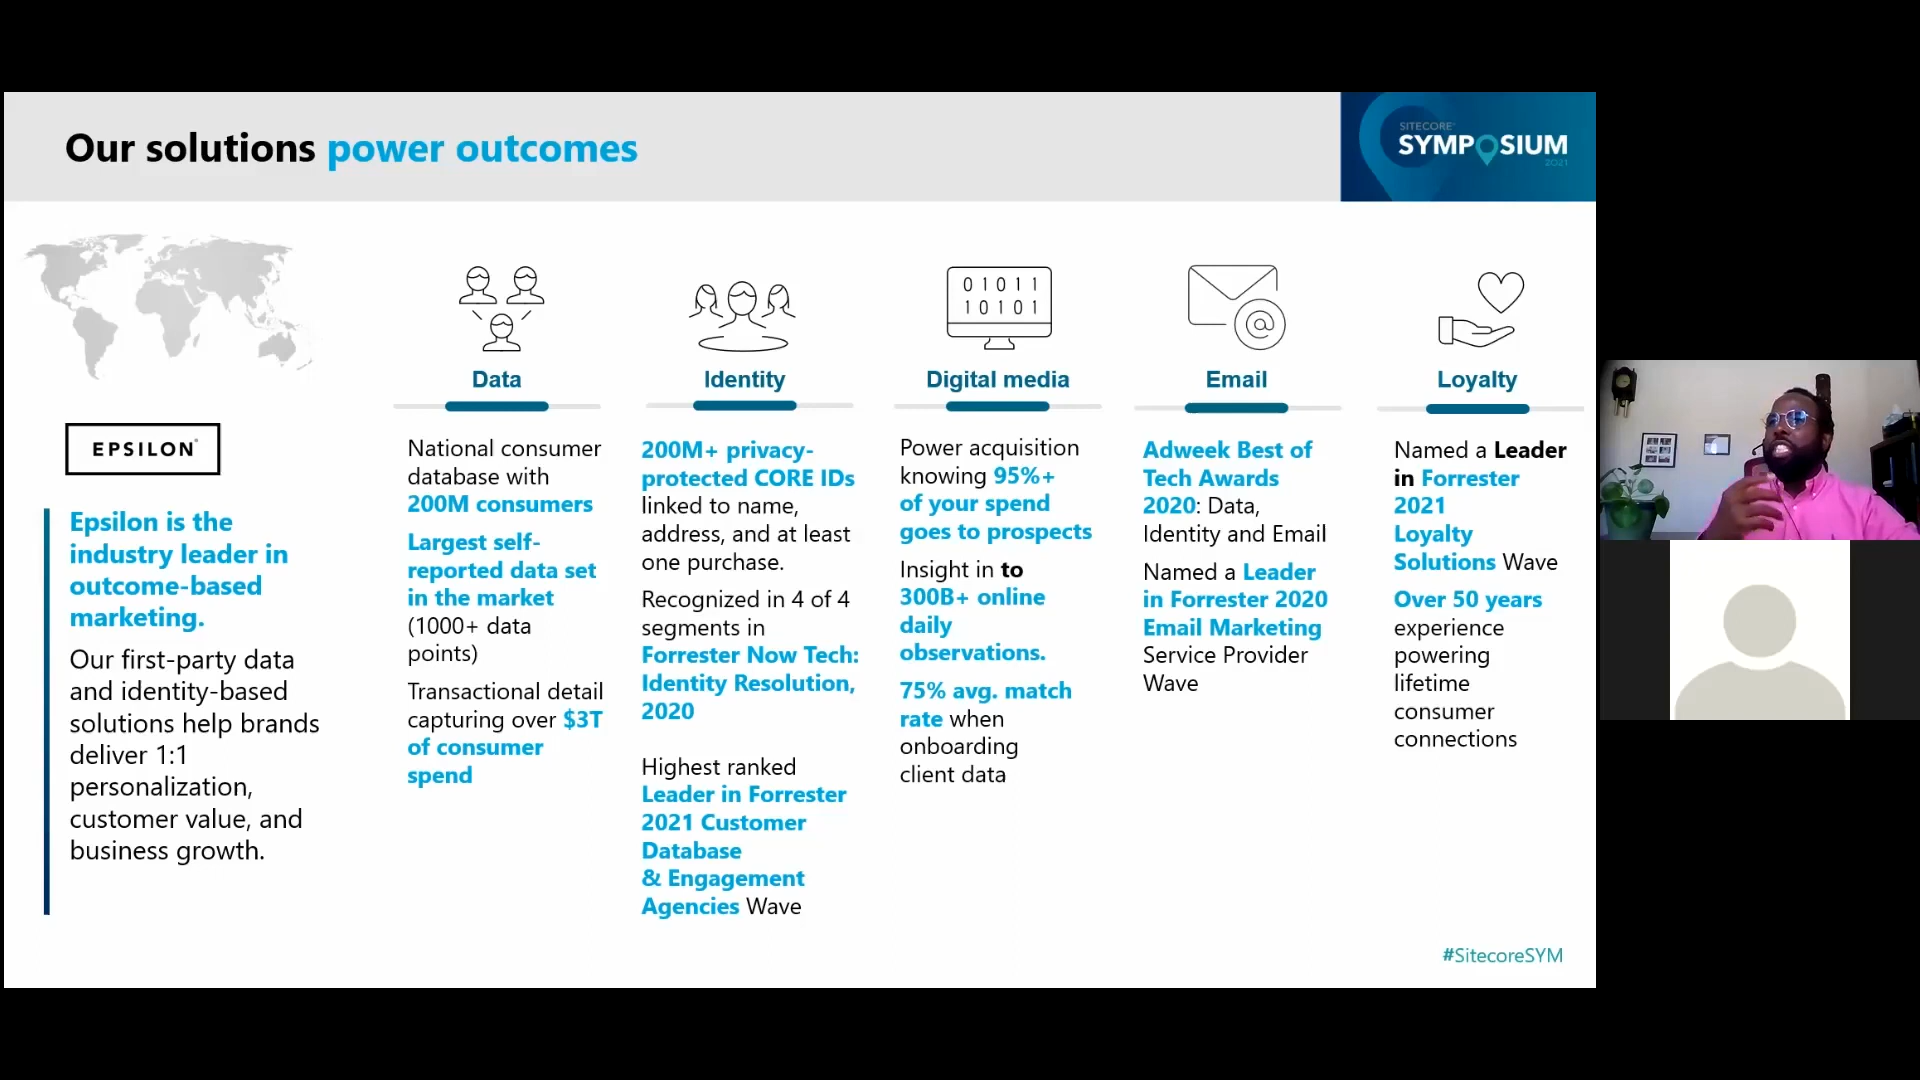 Our solutions power outcomes
SITECORE
SYMPOSIUM
2021
EPSILON
Epsilon is the
industry leader in
outcome-based
marketing.
Our first-party data
and identity-based
solutions help brands
deliver 1:1
personalization,
customer value, and
business growth.
Data
National consumer
database with
200M consumers
Largest self-
reported data set
in the market
(1000+ data
points)
Transactional detail
capturing over $3T
of consumer
spend
Identity
200M+ privacy-
protected CORE IDs
linked to name,
address, and at least
one purchase.
Recognized in 4 of 4
segments in
Forrester Now Tech:
Identity Resolution,
2020
Highest ranked
Leader in Forrester
2021 Customer
Database
& Engagement
Agencies Wave
01011
10101
Digital media
Power acquisition
knowing 95%+
of your spend
goes to prospects
Insight in to
300B+ online
daily
observations.
75% avg. match
rate when
onboarding
client data
@
Email
Adweek Best of
Tech Awards
2020: Data,
Identity and Email
Named a Leader
in Forrester 2020
Email Marketing
Service Provider
Wave
Loyalty
Named a Leader
in Forrester
2021
Loyalty
Solutions Wave
Over 50 years
experience
powering
lifetime
consumer
connections
#SitecoreSYM